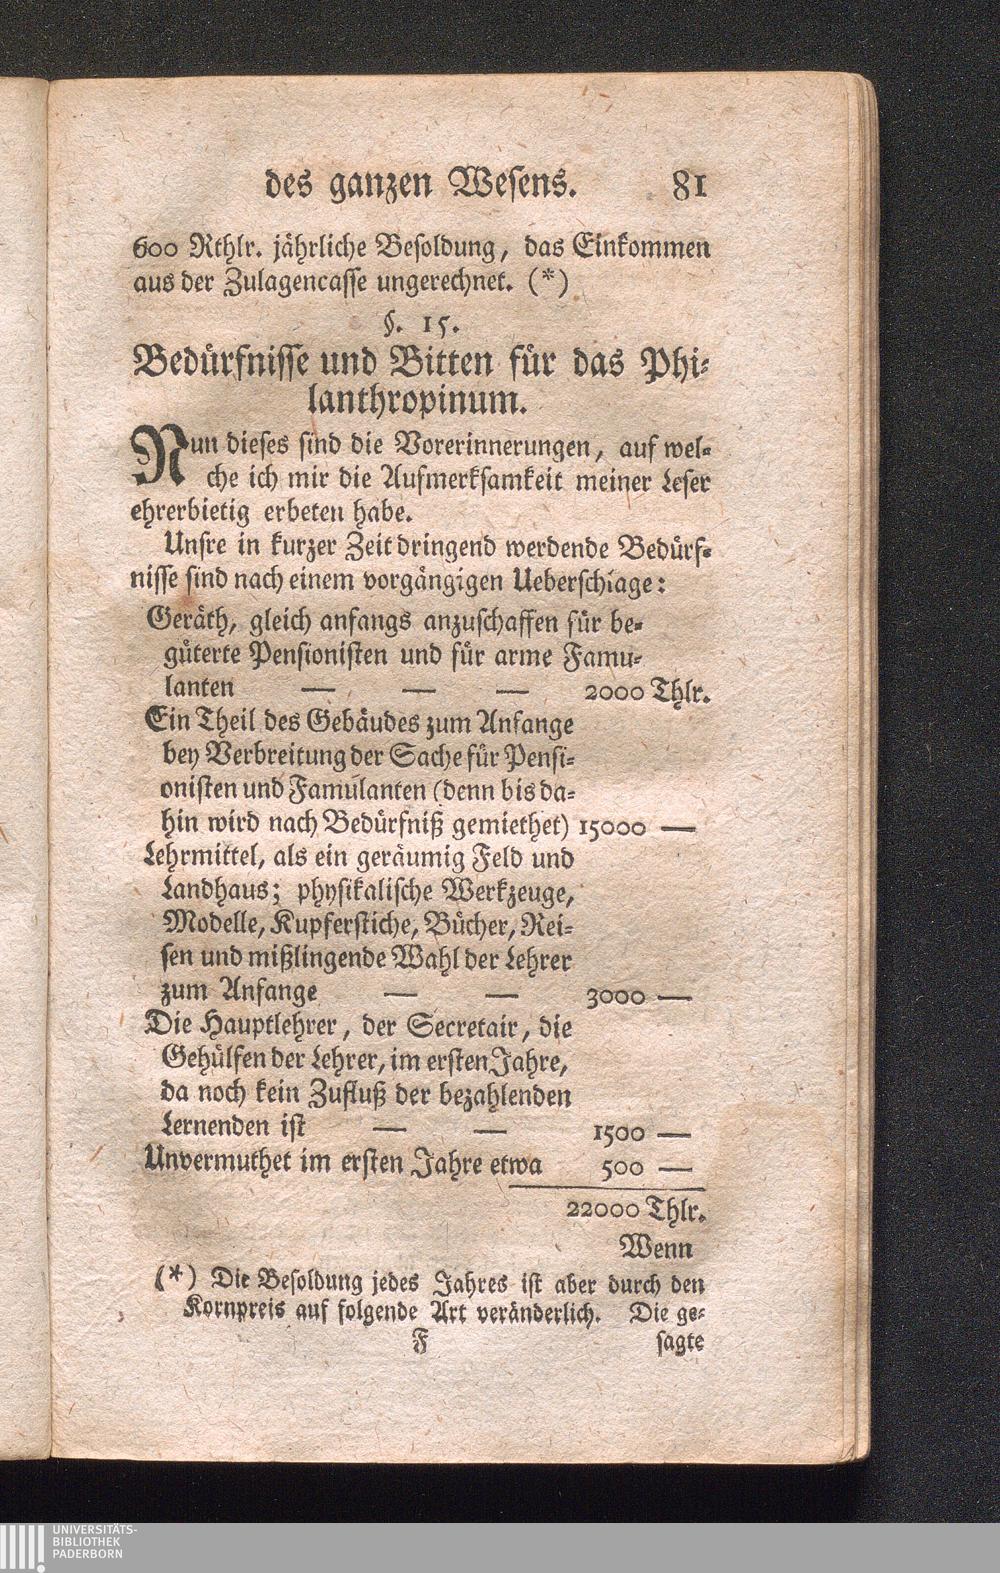 des ganzen Wesens. 81
600 Rthlr. jährliche Besoldung, das Einkommen
aus der Zulagencasse ungerechnet. (*)
§. 15.
Bedürfnisse und Bitten für das Phi-
lanthropinum.
Nun dieses sind die Vorerinnerungen, auf wel-
che ich mir die Aufmerksamkeit meiner Leser
ehrerbietig erbeten habe.
Unsre in kurzer Zeit dringend werdende Bedürf-
nisse sind nach einem vorgängigen Ueberschlage:
Geräth, gleich anfangs anzuschaffen für be-
güterte Pensionisten und für arme Famu-
lanten — — — 2000 Thlr.
Ein Theil des Gebäudes zum Anfange
bey Verbreitung der Sache für Pensi-
onisten und Famulanten (denn bis da-
hin wird nach Bedürfniß gemiethet) 15000 —
Lehrmittel, als ein geräumig Feld und
Landhaus; physikalische Werkzeuge,
Modelle, Kupferstiche, Bücher, Rei-
sen und mißlingende Wahl der Lehrer
zum Anfange — — 3000 —
Die Hauptlehrer, der Secretair, die
Gehülfen der Lehrer, im ersten Jahre,
da noch kein Zufluß der bezahlenden
Lernenden ist — — 1500 —
Unvermuthet im ersten Jahre etwa 500 —
22000 Thlr.
Wenn
(*) Die Besoldung jedes Jahres ist aber durch den
Kornpreis auf folgende Art veränderlich. Die ge-
F sagte
UNIVERSITÄTS-
BIBLIOTHEK
PADERBORN